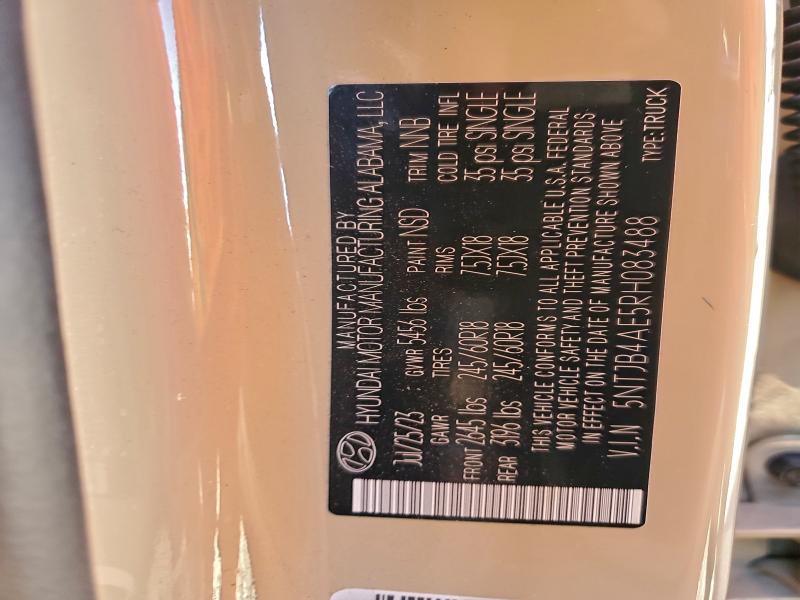 MANUFACTURED BY
HYUNDAI MOTOR MANUFACTURING ALABAMA, LLC
JUL/25/23 GVWR 5456 lbs PAINT NSD TRIM NNB
GAWR TIRES RIMS COLD TIRE INFL
FRONT 2645 lbs 245/60R18 7.5JX18 35 psi SINGLE
REAR 3196 lbs 245/60R18 7.5JX18 35 psi SINGLE
THIS VEHICLE CONFORMS TO ALL APPLICABLE U.S.A. FEDERAL
MOTOR VEHICLE SAFETY AND THEFT PREVENTION STANDARDS
IN EFFECT ON THE DATE OF MANUFACTURE SHOWN ABOVE
V.I.N 5NTJB4AE5RH083488 TYPE:TRUCK